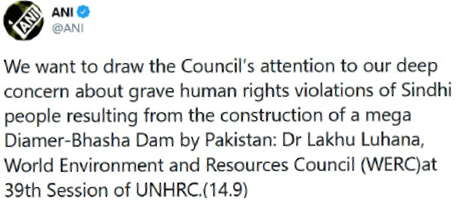 ANI
ANI
@ANI
We want to draw the Council's attention to our deep
concern about grave human rights violations of Sindhi
people resulting from the construction of a mega
Diamer-Bhasha Dam by Pakistan: Dr Lakhu Luhana,
World Environment and Resources Council (WERC)at
39th Session of UNHRC.(14.9)